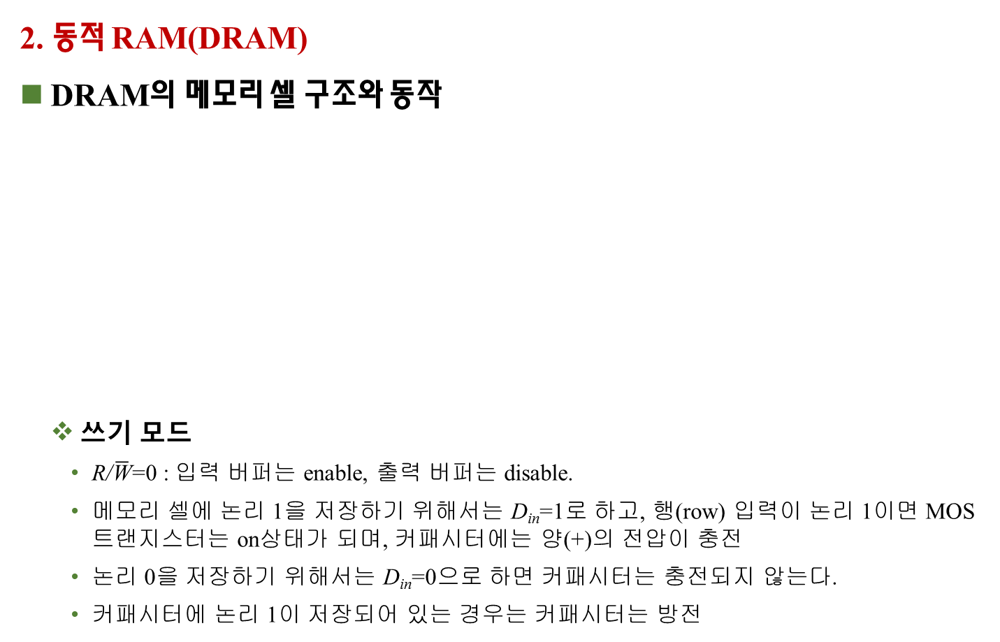 2. 동적 RAM(DRAM)
■ DRAM의 메모리 셀 구조와 동작
❖ 쓰기 모드
• R/W̅=0 : 입력 버퍼는 enable, 출력 버퍼는 disable.
• 메모리 셀에 논리 1을 저장하기 위해서는 Din=1로 하고, 행(row) 입력이 논리 1이면 MOS
트랜지스터는 on상태가 되며, 커패시터에는 양(+)의 전압이 충전
• 논리 0을 저장하기 위해서는 Din=0으로 하면 커패시터는 충전되지 않는다.
• 커패시터에 논리 1이 저장되어 있는 경우는 커패시터는 방전